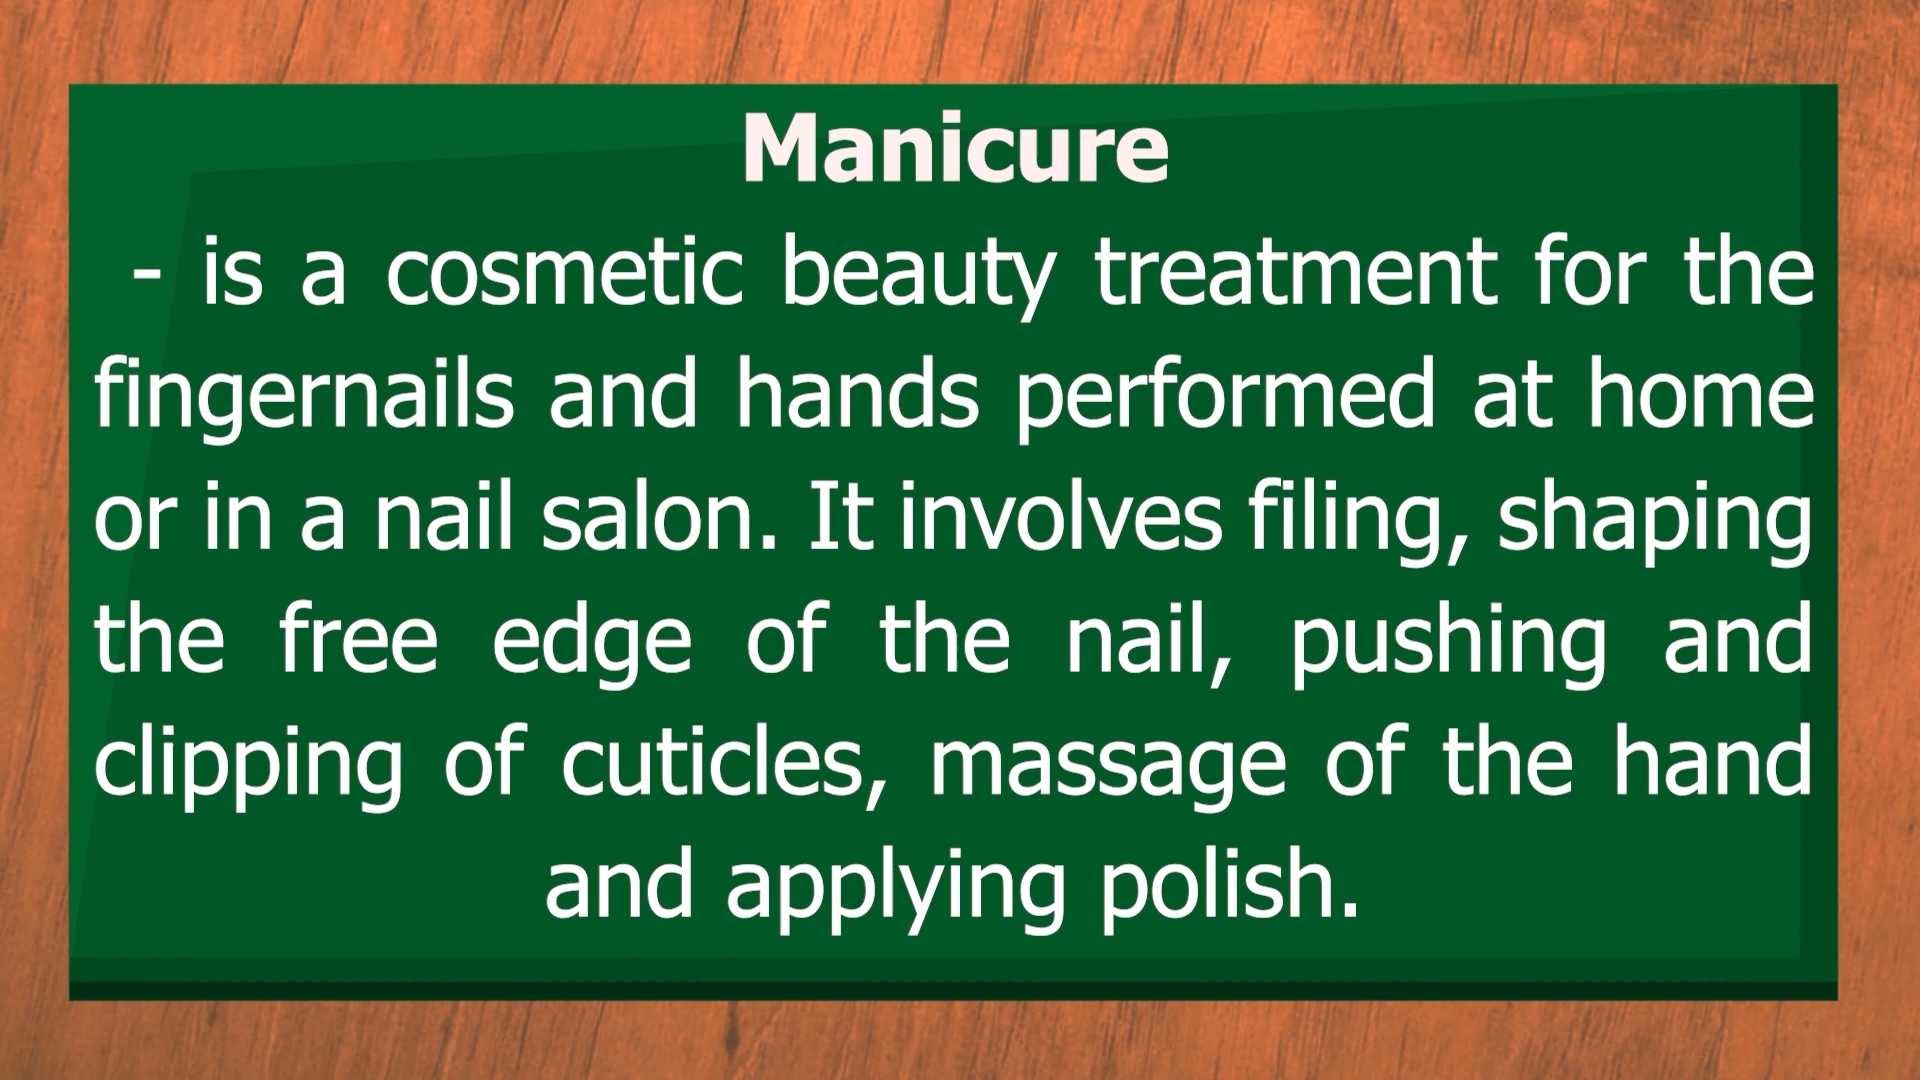 Manicure
- is a cosmetic beauty treatment for the
fingernails and hands performed at home
or in a nail salon. It involves filing, shaping
the free edge of the nail, pushing and
clipping of cuticles, massage of the hand
and applying polish.